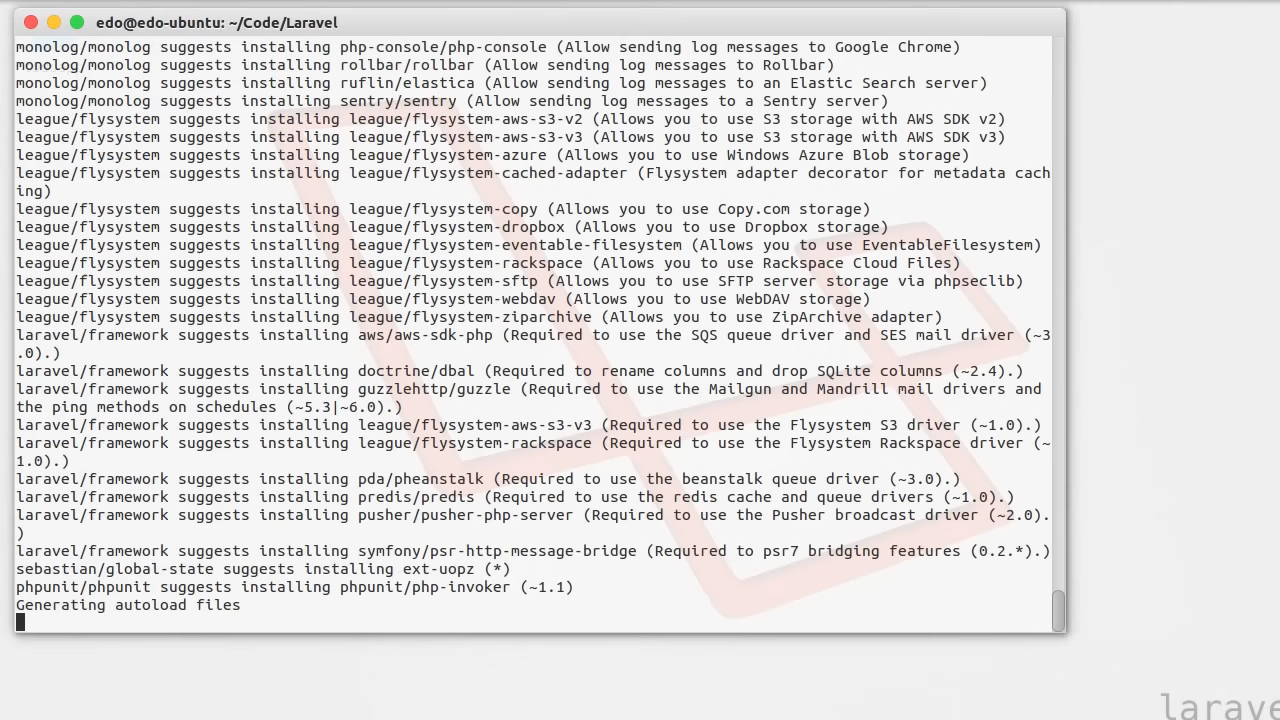 edo@edo-ubuntu: ~/Code/Laravel
monolog/monolog suggests installing php-console/php-console (Allow sending log messages to Google Chrome)
monolog/monolog suggests installing rollbar/rollbar (Allow sending log messages to Rollbar)
monolog/monolog suggests installing ruflin/elastica (Allow sending log messages to an Elastic Search server)
monolog/monolog suggests installing sentry/sentry (Allow sending log messages to a Sentry server)
league/flysystem suggests installing league/flysystem-aws-s3-v2 (Allows you to use S3 storage with AWS SDK v2)
league/flysystem suggests installing league/flysystem-aws-s3-v3 (Allows you to use S3 storage with AWS SDK v3)
league/flysystem suggests installing league/flysystem-azure (Allows you to use Windows Azure Blob storage)
league/flysystem suggests installing league/flysystem-cached-adapter (Flysystem adapter decorator for metadata cach
ing)
league/flysystem suggests installing league/flysystem-copy (Allows you to use Copy.com storage)
league/flysystem suggests installing league/flysystem-dropbox (Allows you to use Dropbox storage)
league/flysystem suggests installing league/flysystem-eventable-filesystem (Allows you to use EventableFilesystem)
league/flysystem suggests installing league/flysystem-rackspace (Allows you to use Rackspace Cloud Files)
league/flysystem suggests installing league/flysystem-sftp (Allows you to use SFTP server storage via phpseclib)
league/flysystem suggests installing league/flysystem-webdav (Allows you to use WebDAV storage)
league/flysystem suggests installing league/flysystem-ziparchive (Allows you to use ZipArchive adapter)
laravel/framework suggests installing aws/aws-sdk-php (Required to use the SQS queue driver and SES mail driver (~3
.0).)
laravel/framework suggests installing doctrine/dbal (Required to rename columns and drop SQLite columns (~2.4).)
laravel/framework suggests installing guzzlehttp/guzzle (Required to use the Mailgun and Mandrill mail drivers and
the ping methods on schedules (~5.3|~6.0).)
laravel/framework suggests installing league/flysystem-aws-s3-v3 (Required to use the Flysystem S3 driver (~1.0).)
laravel/framework suggests installing league/flysystem-rackspace (Required to use the Flysystem Rackspace driver (~
1.0).)
laravel/framework suggests installing pda/pheanstalk (Required to use the beanstalk queue driver (~3.0).)
laravel/framework suggests installing predis/predis (Required to use the redis cache and queue drivers (~1.0).)
laravel/framework suggests installing pusher/pusher-php-server (Required to use the Pusher broadcast driver (~2.0).
)
laravel/framework suggests installing symfony/psr-http-message-bridge (Required to psr7 bridging features (0.2.*).)
sebastian/global-state suggests installing ext-uopz (*)
phpunit/phpunit suggests installing phpunit/php-invoker (~1.1)
Generating autoload files
larave